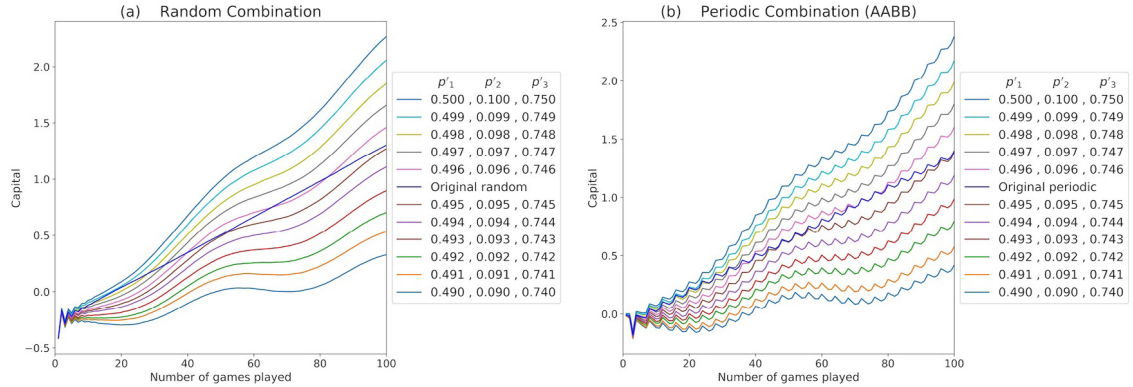 (a) Random Combination
Capital
2.0
1.5
1.0
0.5
0.0
−0.5
0 20 40 60 80 100
Number of games played
p'1 p'2 p'3
0.500 , 0.100 , 0.750
0.499 , 0.099 , 0.749
0.498 , 0.098 , 0.748
0.497 , 0.097 , 0.747
0.496 , 0.096 , 0.746
Original random
0.495 , 0.095 , 0.745
0.494 , 0.094 , 0.744
0.493 , 0.093 , 0.743
0.492 , 0.092 , 0.742
0.491 , 0.091 , 0.741
0.490 , 0.090 , 0.740
(b) Periodic Combination (AABB)
Capital
2.5
2.0
1.5
1.0
0.5
0.0
0 20 40 60 80 100
Number of games played
p'1 p'2 p'3
0.500 , 0.100 , 0.750
0.499 , 0.099 , 0.749
0.498 , 0.098 , 0.748
0.497 , 0.097 , 0.747
0.496 , 0.096 , 0.746
Original periodic
0.495 , 0.095 , 0.745
0.494 , 0.094 , 0.744
0.493 , 0.093 , 0.743
0.492 , 0.092 , 0.742
0.491 , 0.091 , 0.741
0.490 , 0.090 , 0.740